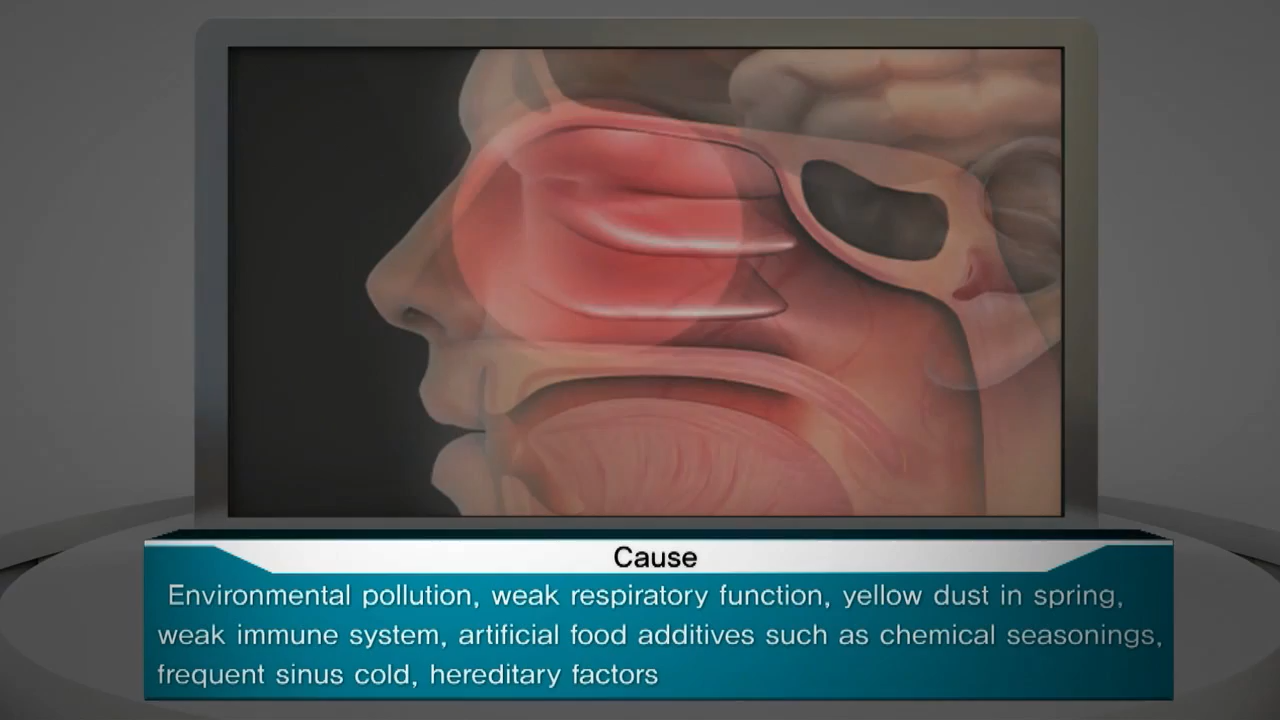 Cause
Environmental pollution, weak respiratory function, yellow dust in spring,
weak immune system, artificial food additives such as chemical seasonings,
frequent sinus cold, hereditary factors